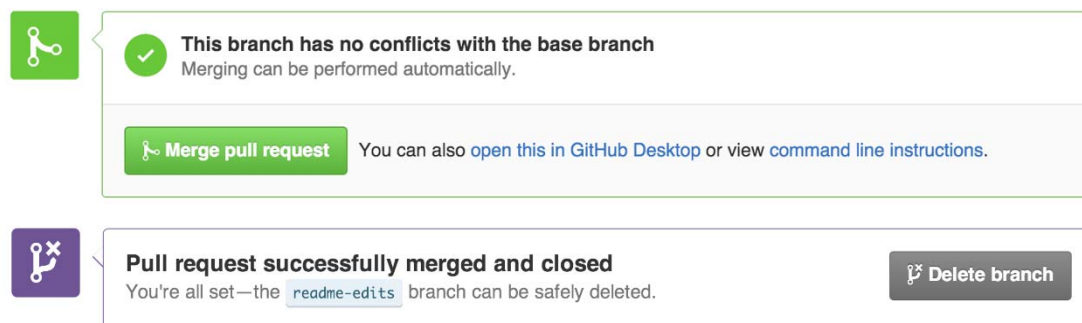 This branch has no conflicts with the base branch
Merging can be performed automatically.
Merge pull request You can also open this in GitHub Desktop or view command line instructions.
Pull request successfully merged and closed
Delete branch
You're all set—the readme-edits branch can be safely deleted.